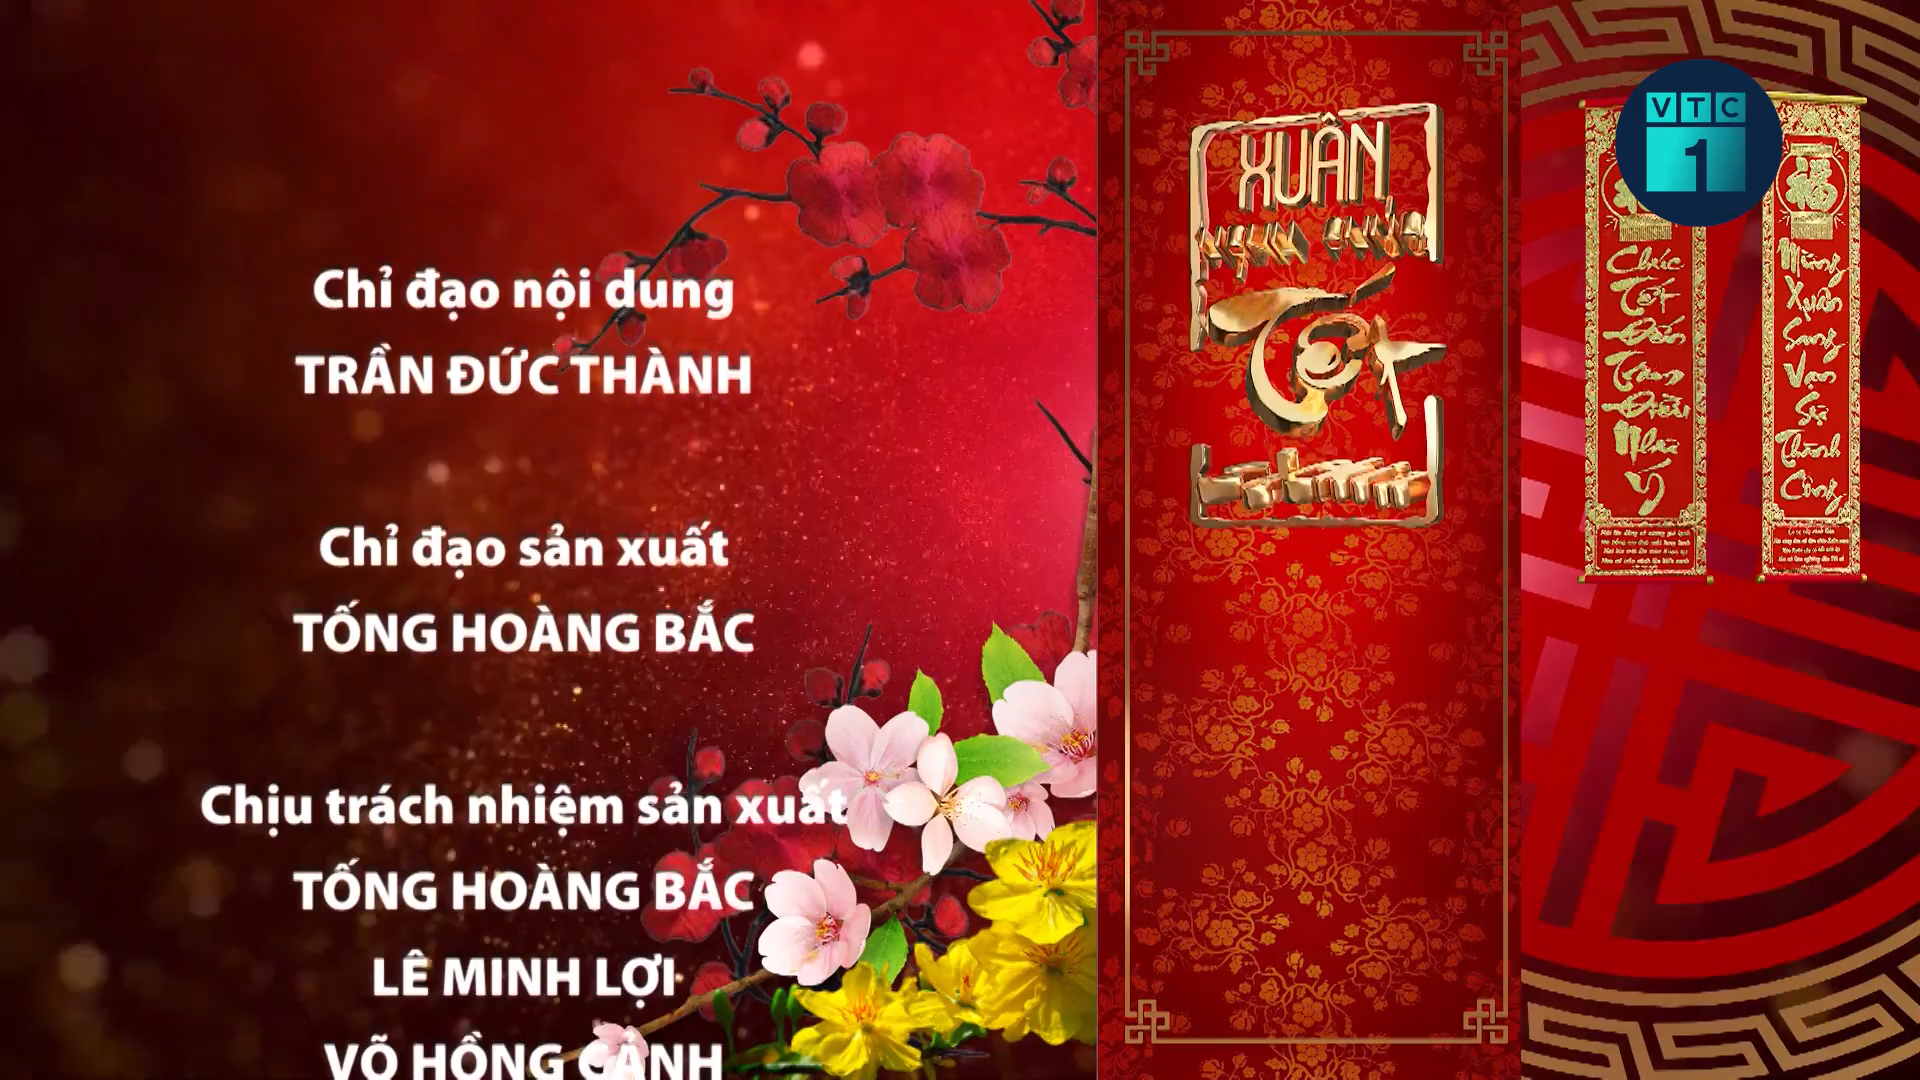 Chỉ đạo nội dung
TRẦN ĐỨC THÀNH
Chỉ đạo sản xuất
TỐNG HOÀNG BẮC
Chịu trách nhiệm sản xuất
TỐNG HOÀNG BẮC
LÊ MINH LỢI
VÕ HỒNG CẢNH
XUÂN
Tết
VTC
1
福
Chúc
Tết
Đến
Trăm
Điều
Như
Ý
福
Mừng
Xuân
Sang
Vạn
Sự
Thành
Công